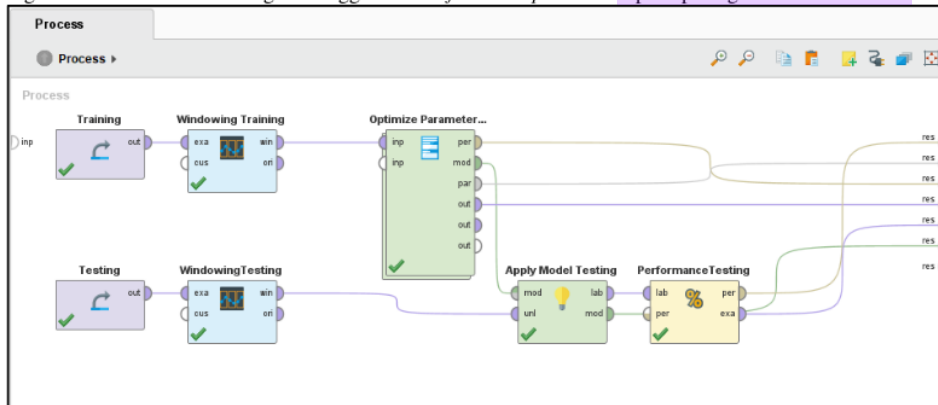 Process
Process
Process
inp
Training
out
Windowing Training
exa
cus
win
ori
Optimize Parameter...
inp
inp
per
mod
par
out
out
out
res
res
res
res
res
res
res
Testing
out
WindowingTesting
exa
cus
win
ori
Apply Model Testing
mod
unl
lab
mod
PerformanceTesting
lab
per
%
per
exa